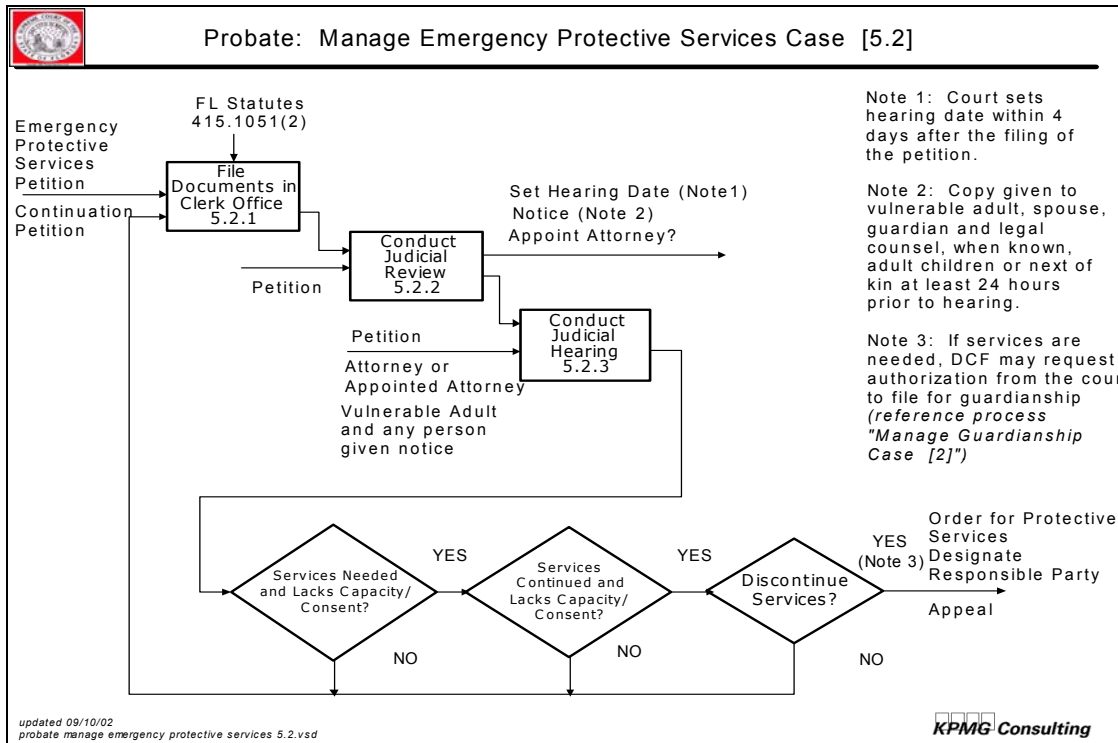 Probate: Manage Emergency Protective Services Case [5.2]
FL Statutes
415.1051(2)
Emergency
Protective
Services
Petition
Continuation
Petition
File
Documents in
Clerk Office
5.2.1
Set Hearing Date (Note1)
Notice (Note 2)
Appoint Attorney?
Conduct
Judicial
Review
5.2.2
Petition
Conduct
Judicial
Hearing
5.2.3
Petition
Attorney or
Appointed Attorney
Vulnerable Adult
and any person
given notice
Note 1: Court sets
hearing date within 4
days after the filing of
the petition.
Note 2: Copy given to
vulnerable adult, spouse,
guardian and legal
counsel, when known,
adult children or next of
kin at least 24 hours
prior to hearing.
Note 3: If services are
needed, DCF may request
authorization from the cour
to file for guardianship
(reference process
"Manage Guardianship
Case [2]")
Services Needed
and Lacks Capacity/
Consent?
YES
NO
Services
Continued and
Lacks Capacity/
Consent?
YES
NO
Discontinue
Services?
YES
(Note 3)
NO
Order for Protective
Services
Designate
Responsible Party
Appeal
updated 09/10/02
probate manage emergency protective services 5.2.vsd
KPMG Consulting